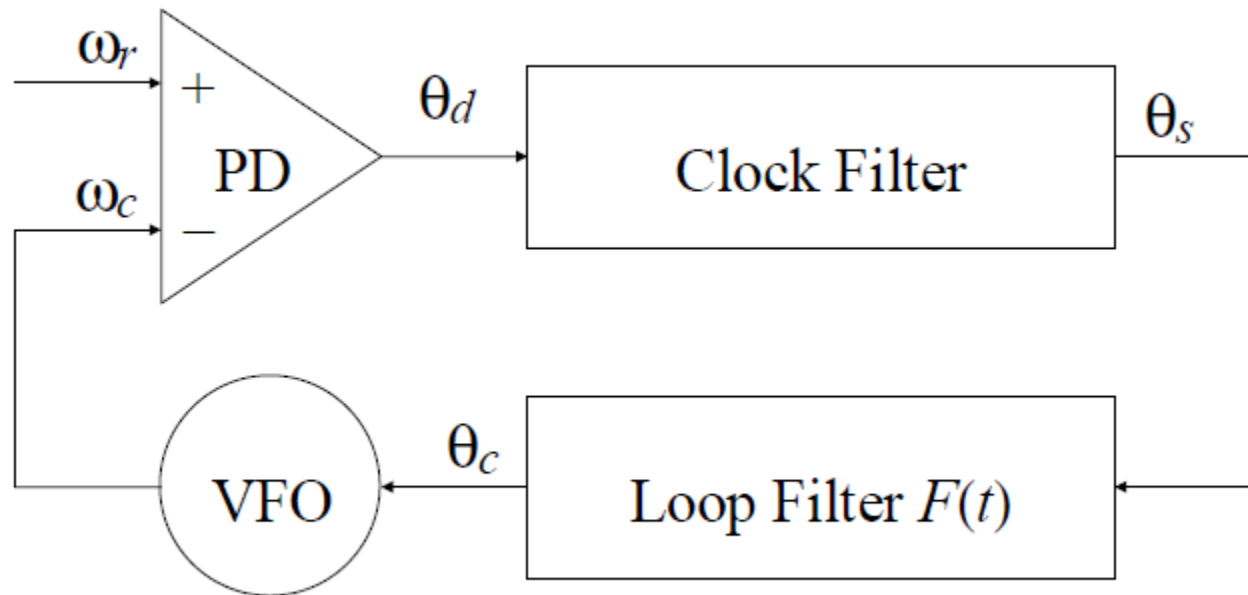 ωr
+
PD
ωc
−
θd
Clock Filter
θs
VFO
θc
Loop Filter F(t)